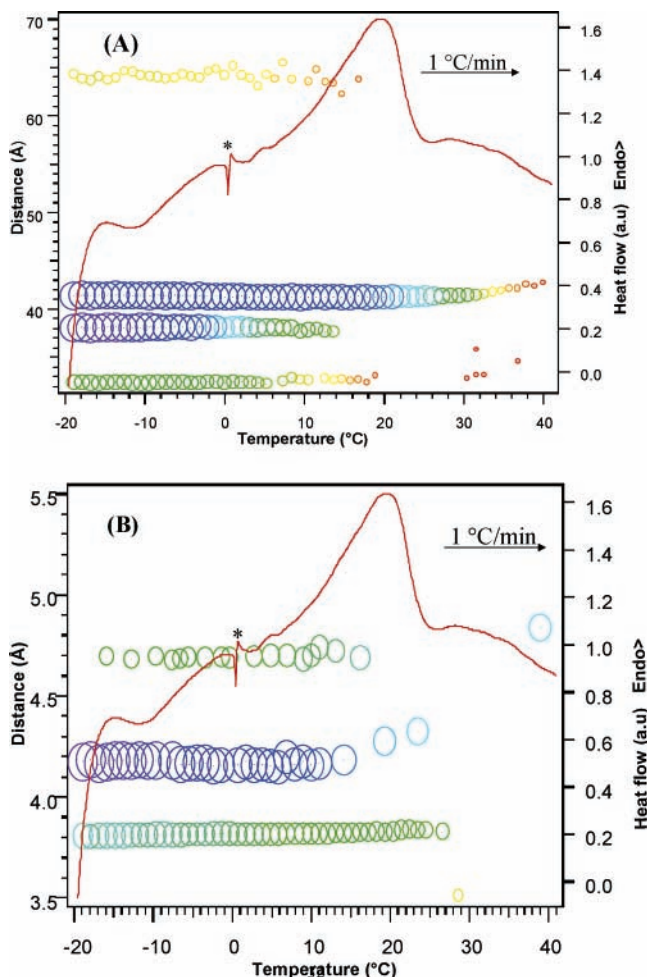 70
(A)
1.6
1 °C/min
1.4
60
1.2
*
1.0
Distance (Å)
50
0.8
Heat flow (a.u) Endo>
0.6
40
0.4
0.2
0.0
-20 -10 0 10 20 30 40
Temperature (°C)
5.5
(B)
1.6
1 °C/min
1.4
5.0
1.2
*
1.0
Distance (Å)
4.5
0.8
Heat flow (a.u) Endo>
0.6
4.0
0.4
0.2
3.5
0.0
-20 -10 0 10 20 30 40
Temperature (°C)